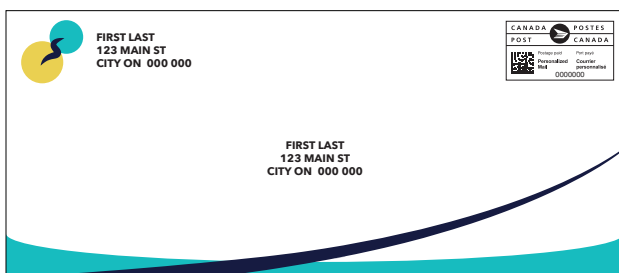 FIRST LAST
123 MAIN ST
CITY ON 000 000
CANADA POSTES
POST CANADA
Postage paid Port payé
Personalized Courrier
Mail personnalisé
0000000
FIRST LAST
123 MAIN ST
CITY ON 000 000